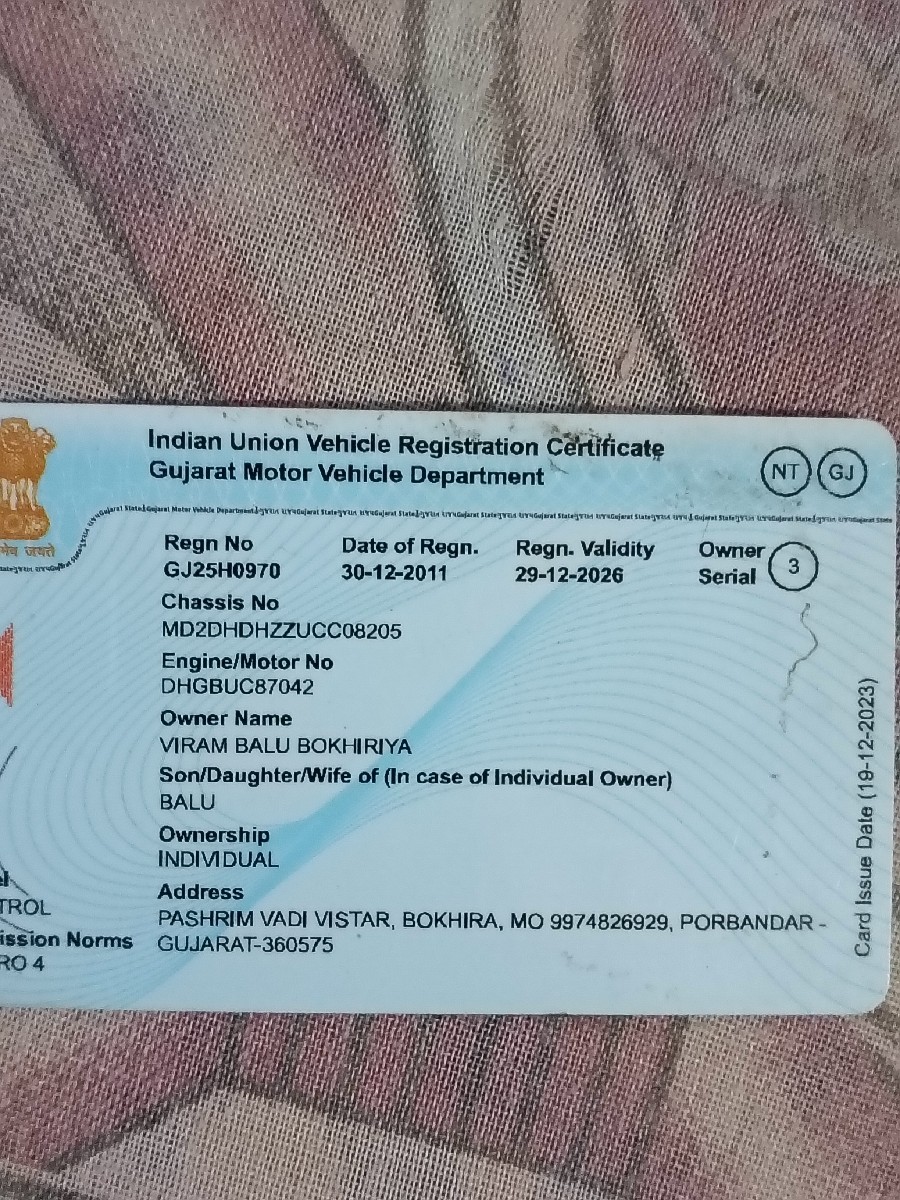 Indian Union Vehicle Registration Certificate
Gujarat Motor Vehicle Department
NT GJ
जयते
Regn No Date of Regn. Regn. Validity Owner Serial 3
GJ25H0970 30-12-2011 29-12-2026
Chassis No
MD2DHDHZZUCC08205
Engine/Motor No
DHGBUC87042
Owner Name
VIRAM BALU BOKHIRIYA
Son/Daughter/Wife of (In case of Individual Owner)
BALU
Ownership
INDIVIDUAL
Address
PASHRIM VADI VISTAR, BOKHIRA, MO 9974826929, PORBANDAR -
GUJARAT-360575
TROL
ission Norms
RO 4
Card Issue Date (19-12-2023)